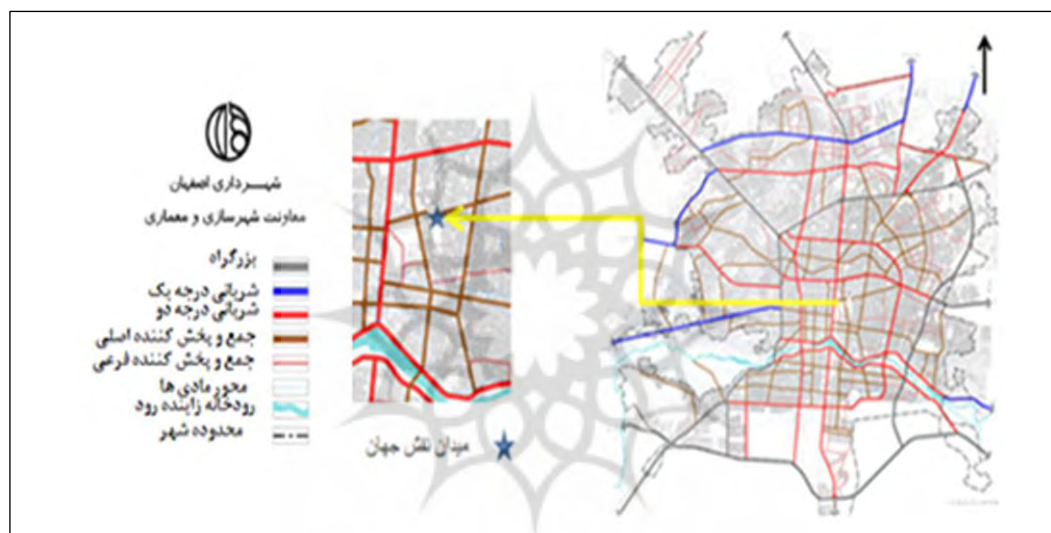 شهرداری اصفهان
معاونت شهرسازی و معماری
بزرگراه
شریانی درجه یک
شریانی درجه دو
جمع و پخش کننده اصلی
جمع و پخش کننده فرعی
محور مادی ها
رودخانه زاینده رود
محدوده شهر
میدان نقش جهان